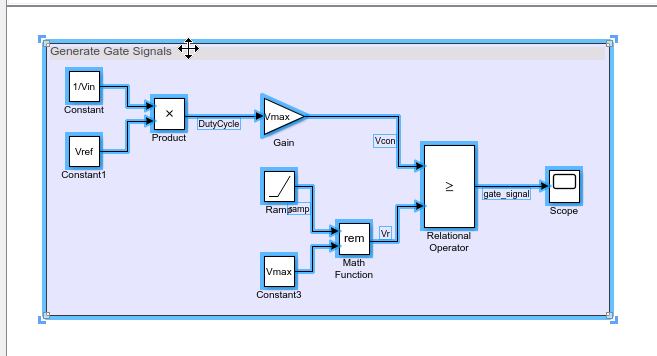 Generate Gate Signals
1/Vin
Constant
×
Product
Vref
Constant1
DutyCycle
Vmax
Gain
Vcon
Ramp
ramp
rem
Math
Function
Vr
Vmax
Constant3
≥
Relational
Operator
gate_signal
Scope